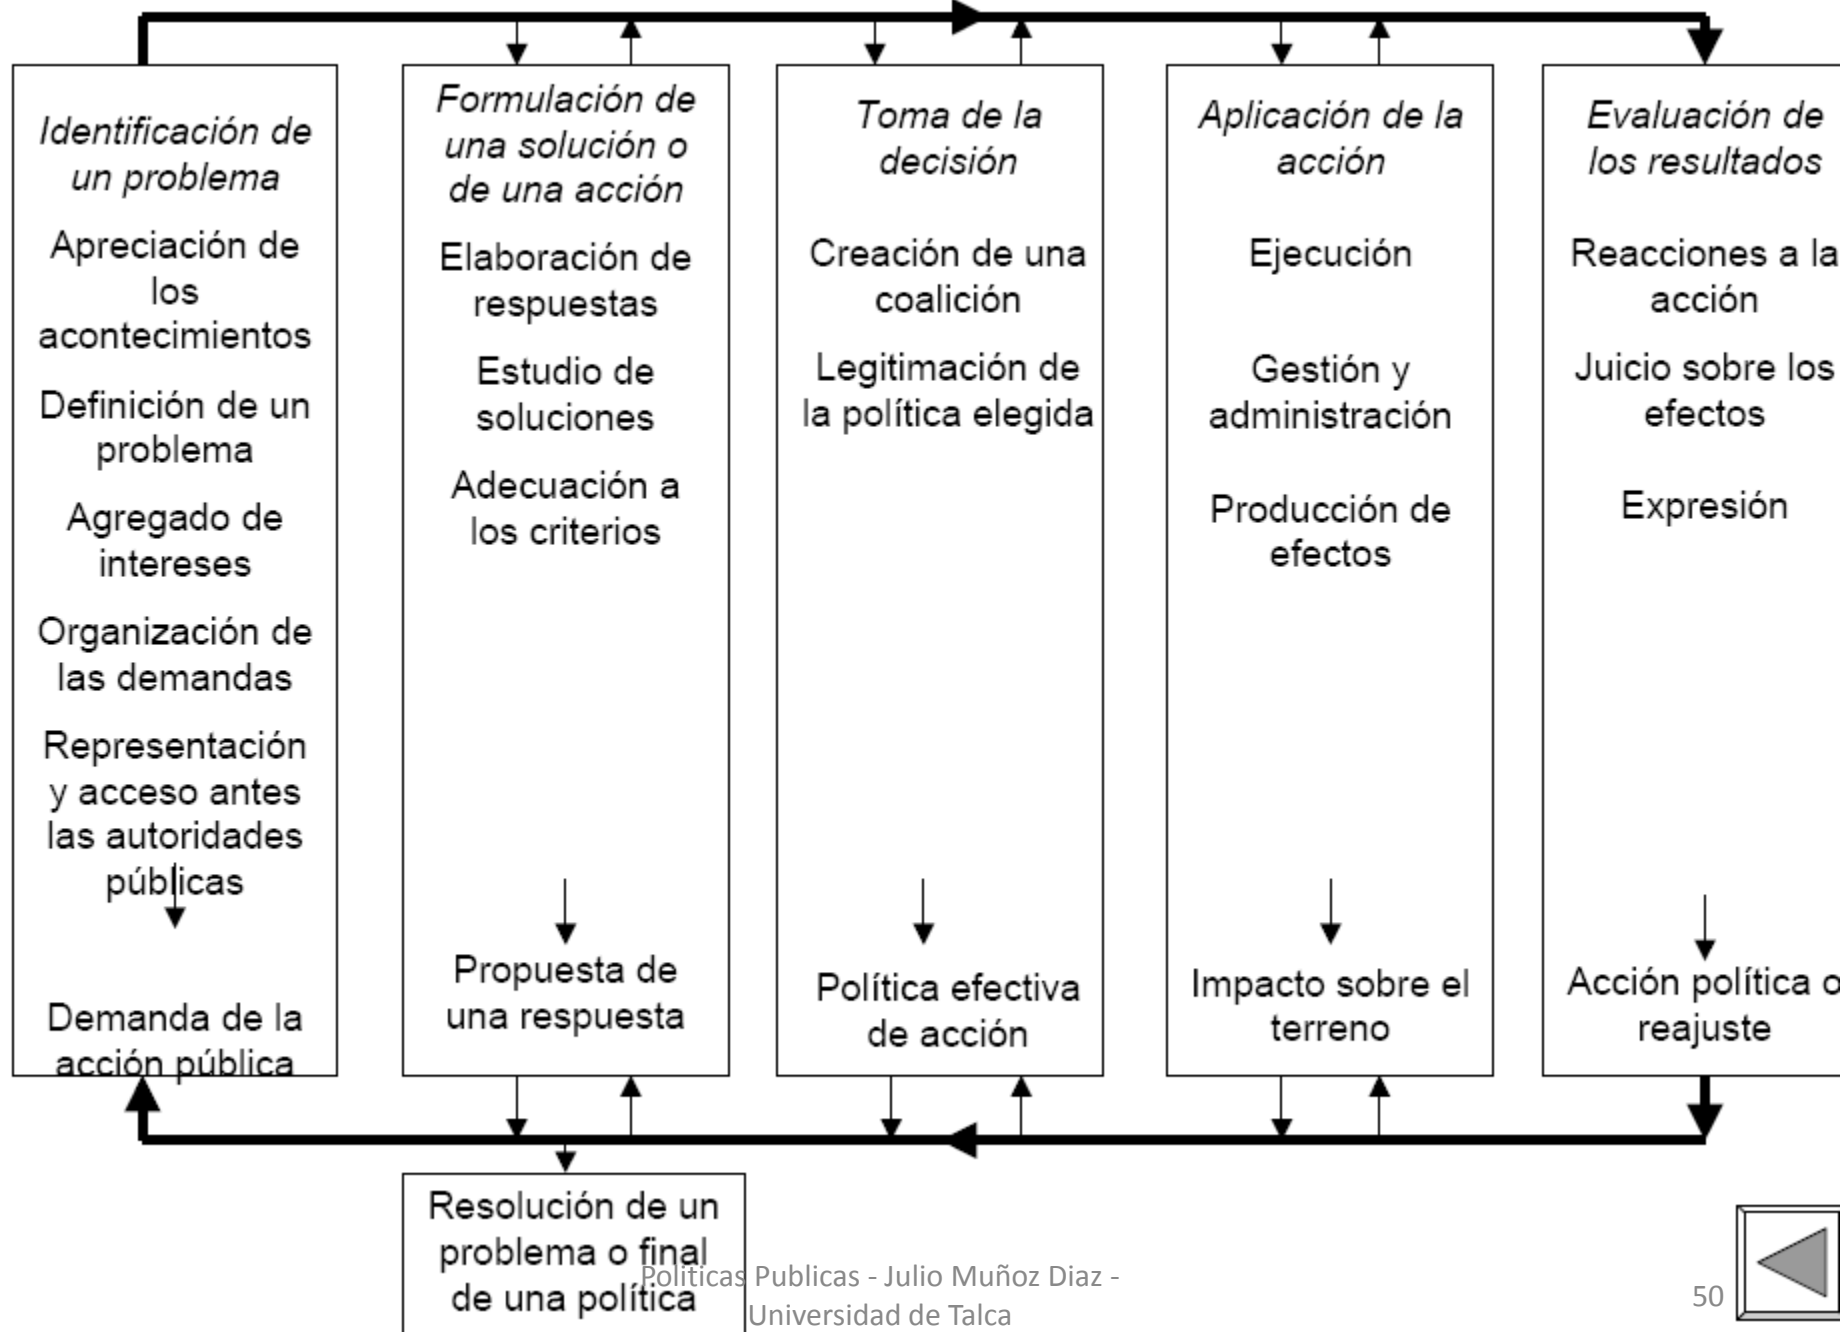 Identificación de
un problema
Apreciación de
los
acontecimientos
Definición de un
problema
Agregado de
intereses
Organización de
las demandas
Representación
y acceso antes
las autoridades
públicas
Demanda de la
acción pública
Formulación de
una solución o
de una acción
Elaboración de
respuestas
Estudio de
soluciones
Adecuación a
los criterios
Propuesta de
una respuesta
Toma de la
decisión
Creación de una
coalición
Legitimación de
la política elegida
Política efectiva
de acción
Aplicación de la
acción
Ejecución
Gestión y
administración
Producción de
efectos
Impacto sobre el
terreno
Evaluación de
los resultados
Reacciones a la
acción
Juicio sobre los
efectos
Expresión
Acción política o
reajuste
Resolución de un
problema o final
de una política
Politicas Publicas - Julio Muñoz Diaz -
Universidad de Talca
50